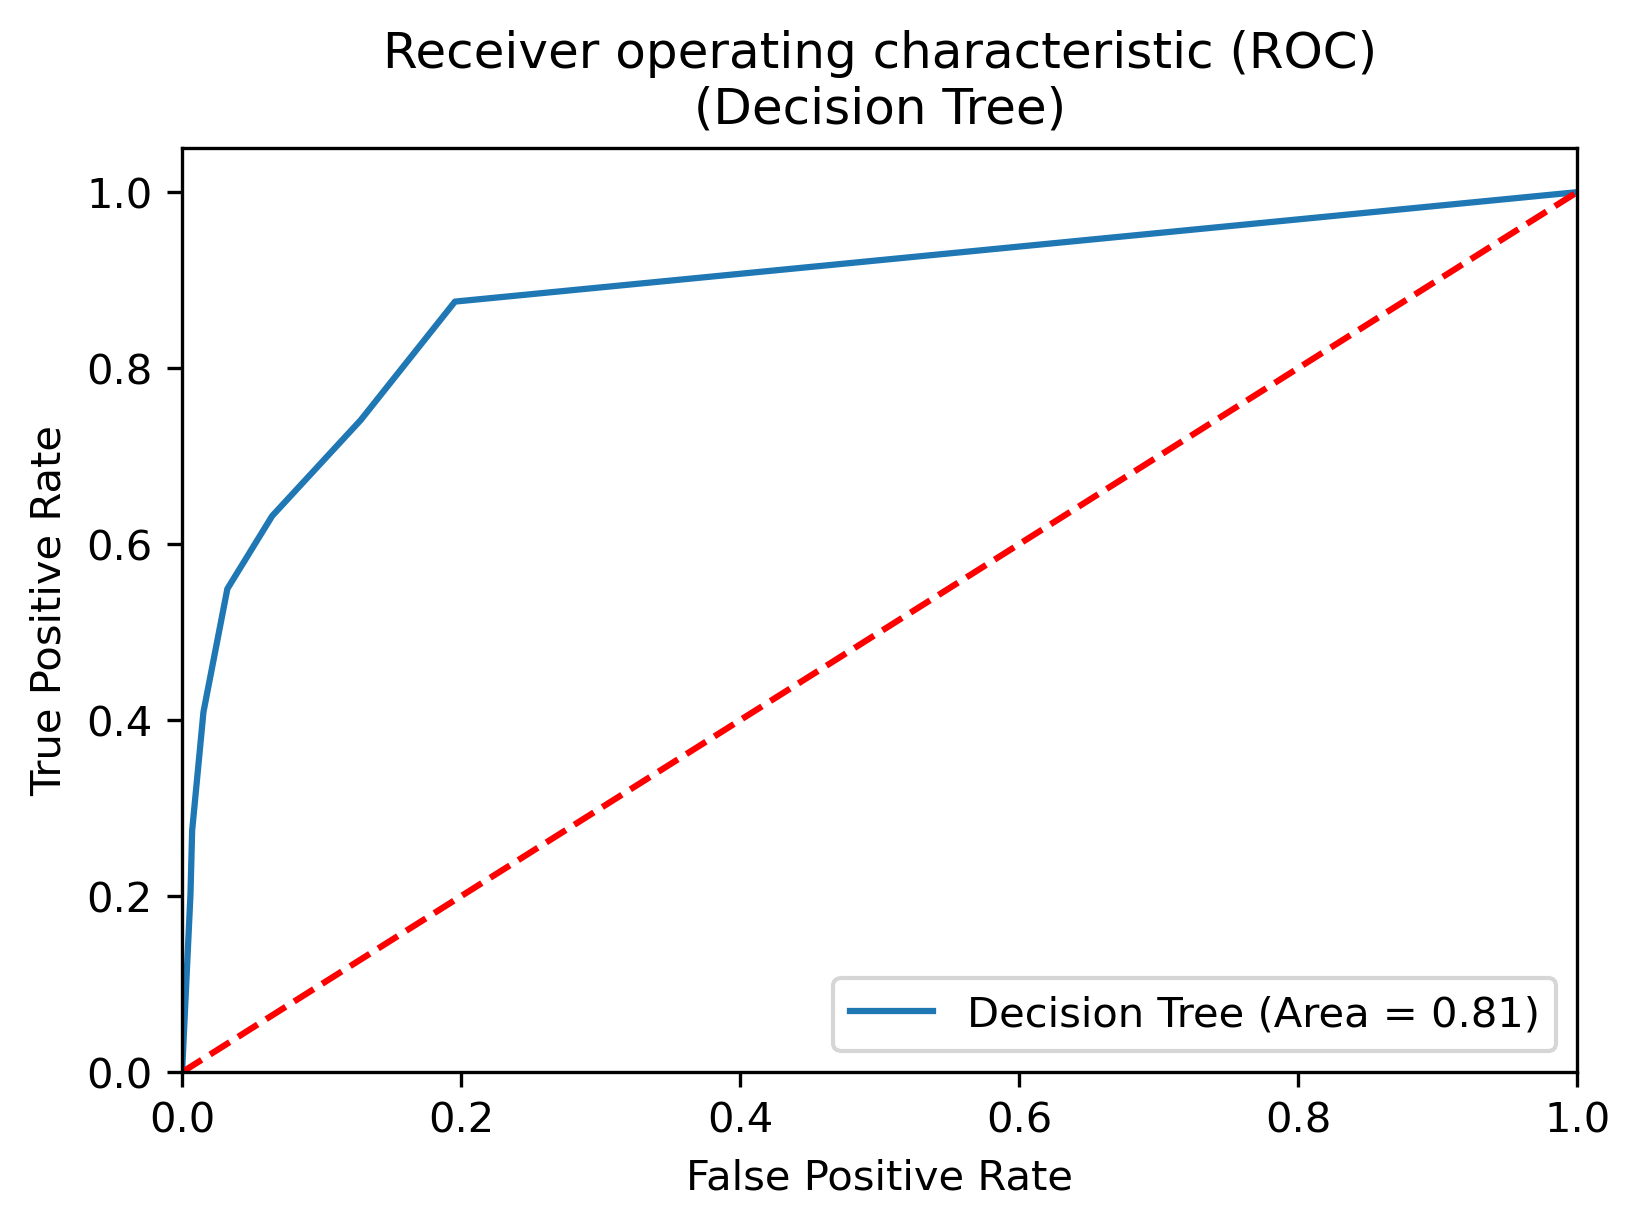 Receiver operating characteristic (ROC)
(Decision Tree)
True Positive Rate
1.0
0.8
0.6
0.4
0.2
0.0
Decision Tree (Area = 0.81)
0.0 0.2 0.4 0.6 0.8 1.0
False Positive Rate